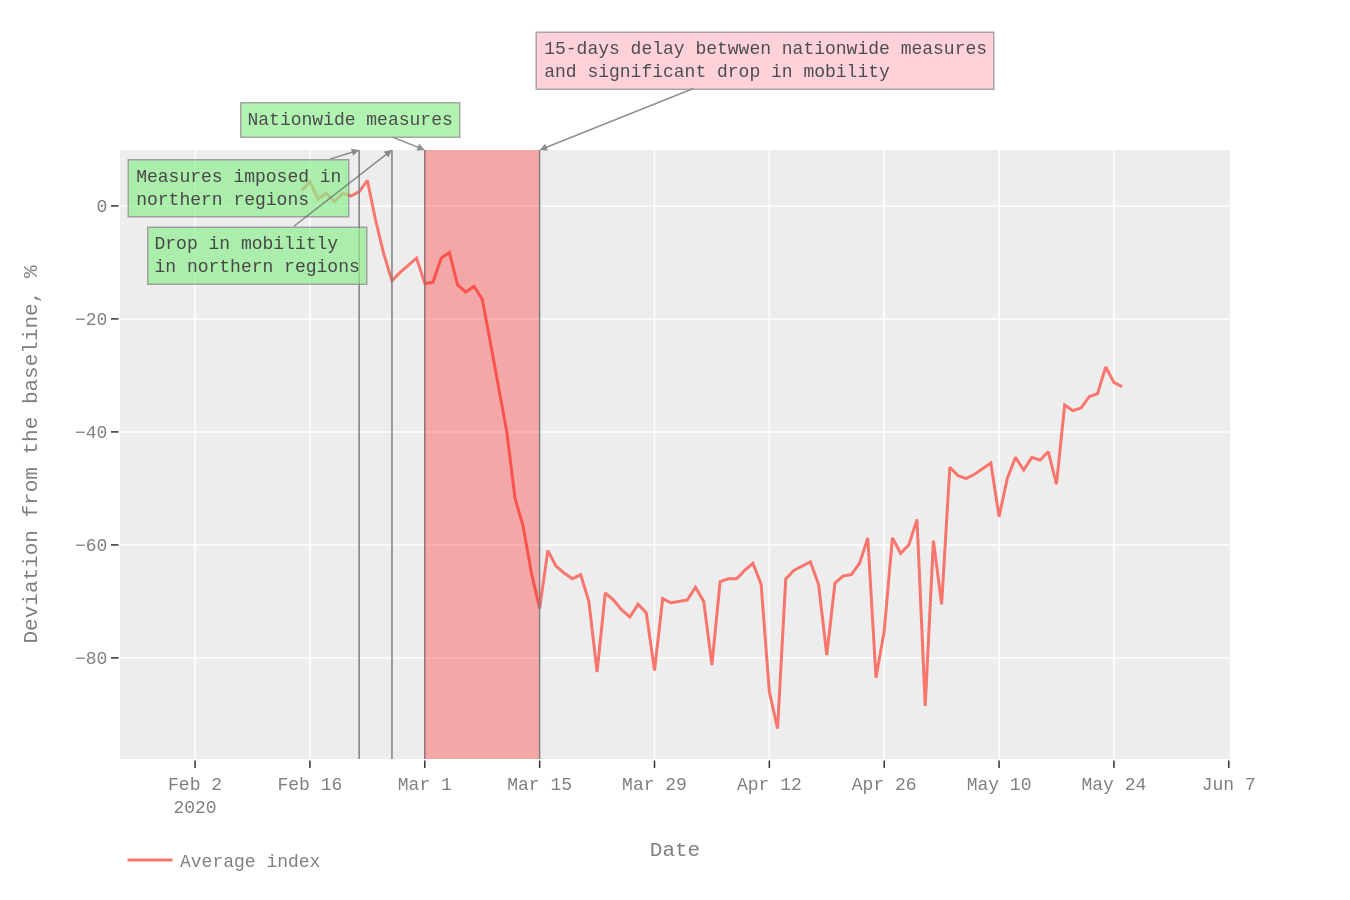 15-days delay betwwen nationwide measures
and significant drop in mobility
Nationwide measures
Measures imposed in
northern regions
Drop in mobilitly
in northern regions
Deviation from the baseline, %
0
−20
−40
−60
−80
Feb 2
2020
Feb 16
Mar 1
Mar 15
Mar 29
Apr 12
Apr 26
May 10
May 24
Jun 7
Date
Average index